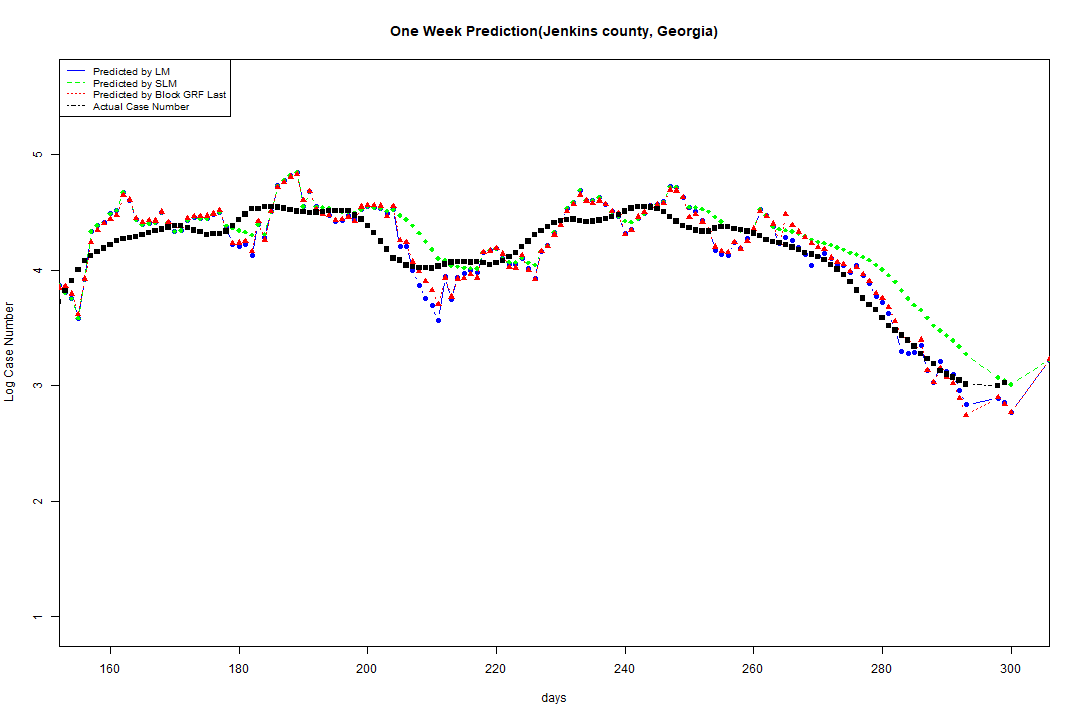 One Week Prediction(Jenkins county, Georgia)
Predicted by LM
Predicted by SLM
Predicted by Block GRF Last
Actual Case Number
5
4
3
2
1
Log Case Number
160 180 200 220 240 260 280 300
days